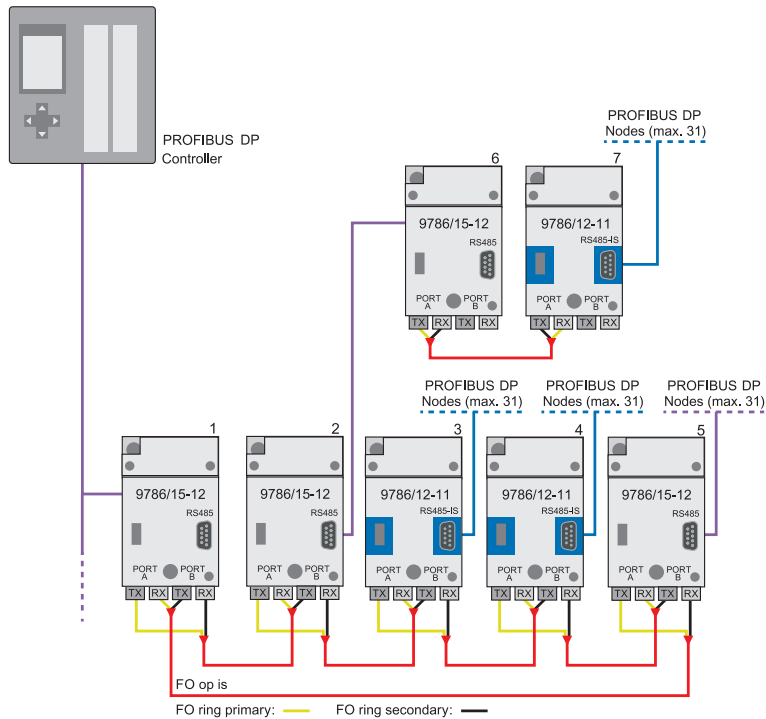 PROFIBUS DP
Controller
PROFIBUS DP
Nodes (max. 31)
6
7
9786/15-12
9786/12-11
RS485
RS485-IS
PORT A
PORT B
PORT A
PORT B
TX RX TX RX
TX RX TX RX
PROFIBUS DP
Nodes (max. 31)
PROFIBUS DP
Nodes (max. 31)
PROFIBUS DP
Nodes (max. 31)
1
2
3
4
5
9786/15-12
9786/15-12
9786/12-11
9786/12-11
9786/15-12
RS485
RS485
RS485-IS
RS485-IS
RS485
PORT A
PORT B
PORT A
PORT B
PORT A
PORT B
PORT A
PORT B
PORT A
PORT B
TX RX TX RX
TX RX TX RX
TX RX TX RX
TX RX TX RX
TX RX TX RX
FO op is
FO ring primary:
FO ring secondary: